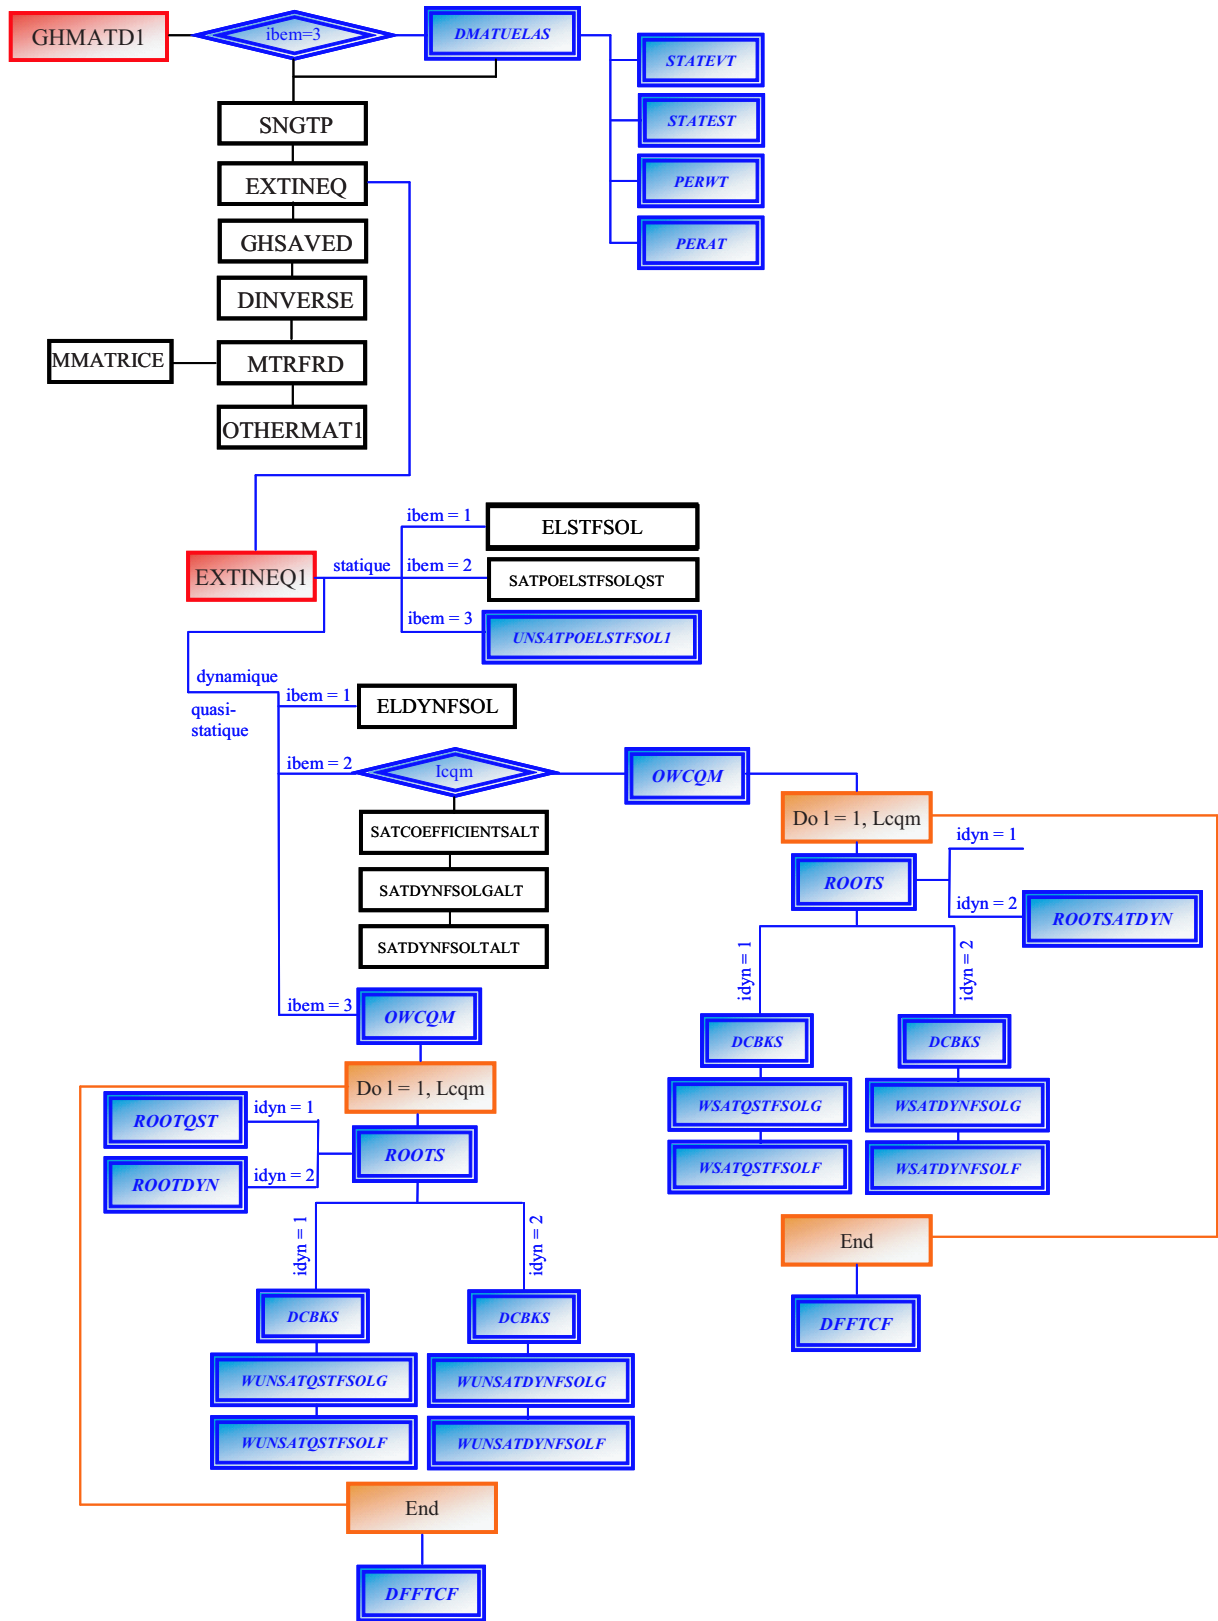 GHMATD1
ibem=3
DMATUELAS
STATEVT
STATEST
PERWT
PERAT
SNGTP
EXTINEQ
GHSAVED
DINVERSE
MMATRICE
MTRFRD
OTHERMAT1
EXTINEQ1
statique
ibem = 1
ELSTFSOL
ibem = 2
SATPOELSTFSOLQST
ibem = 3
UNSATPOELSTFSOL1
dynamique
quasi-
statique
ibem = 1
ELDYNFSOL
ibem = 2
Icqm
OWCQM
SATCOEFFICIENTSALT
SATDYNFSOLGALT
SATDYNFSOLTALT
Do l = 1, Lcqm
ROOTS
idyn = 1
idyn = 2
ROOTSATDYN
idyn = 1
idyn = 2
DCBKS
DCBKS
WSATQSTFSOLG
WSATDYNFSOLG
WSATQSTFSOLF
WSATDYNFSOLF
End
DFFTCF
ibem = 3
OWCQM
Do l = 1, Lcqm
ROOTQST
idyn = 1
ROOTS
ROOTDYN
idyn = 2
idyn = 1
idyn = 2
DCBKS
DCBKS
WUNSATQSTFSOLG
WUNSATDYNFSOLG
WUNSATQSTFSOLF
WUNSATDYNFSOLF
End
DFFTCF